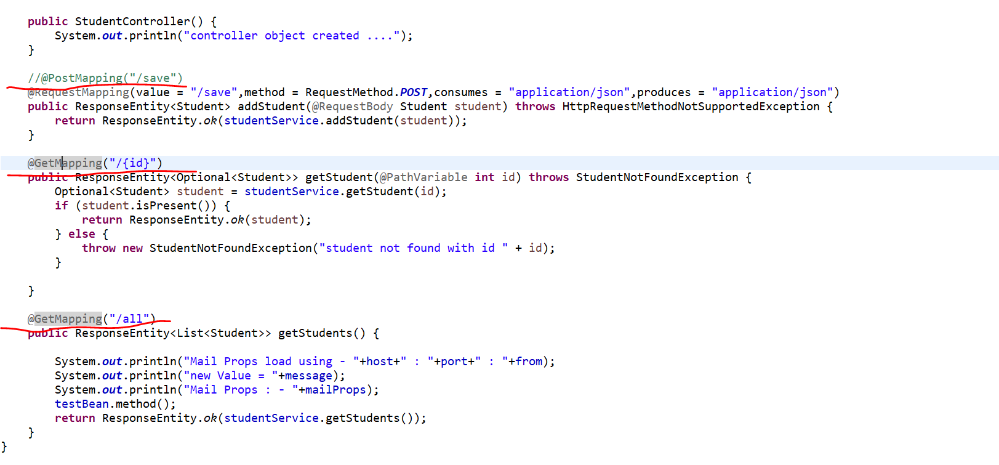 public StudentController() {
System.out.println("controller object created ....");
}
//@PostMapping("/save")
@RequestMapping(value = "/save",method = RequestMethod.POST,consumes = "application/json",produces = "application/json")
public ResponseEntity<Student> addStudent(@RequestBody Student student) throws HttpRequestMethodNotSupportedException {
return ResponseEntity.ok(studentService.addStudent(student));
}
@GetMapping("/{id}")
public ResponseEntity<Optional<Student>> getStudent(@PathVariable int id) throws StudentNotFoundException {
Optional<Student> student = studentService.getStudent(id);
if (student.isPresent()) {
return ResponseEntity.ok(student);
} else {
throw new StudentNotFoundException("student not found with id " + id);
}
}
@GetMapping("/all")
public ResponseEntity<List<Student>> getStudents() {
System.out.println("Mail Props load using - "+host+" : "+port+" : "+from);
System.out.println("new Value = "+message);
System.out.println("Mail Props : - "+mailProps);
testBean.method();
return ResponseEntity.ok(studentService.getStudents());
}
}